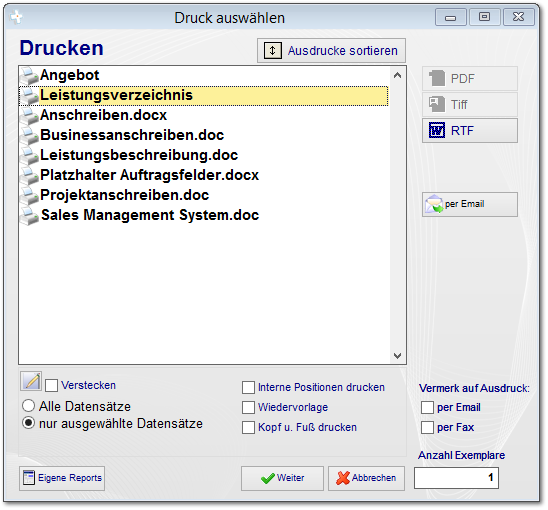 Druck auswählen
Drucken
Ausdrucke sortieren
Angebot
Leistungsverzeichnis
Anschreiben.docx
Businessanschreiben.doc
Leistungsbeschreibung.doc
Platzhalter Auftragsfelder.docx
Projektanschreiben.doc
Sales Management System.doc
PDF
Tiff
W RTF
per Email
Verstecken
Alle Datensätze
nur ausgewählte Datensätze
Interne Positionen drucken
Wiedervorlage
Kopf u. Fuß drucken
Vermerk auf Ausdruck:
per Email
per Fax
Anzahl Exemplare
1
Eigene Reports
Weiter
Abbrechen